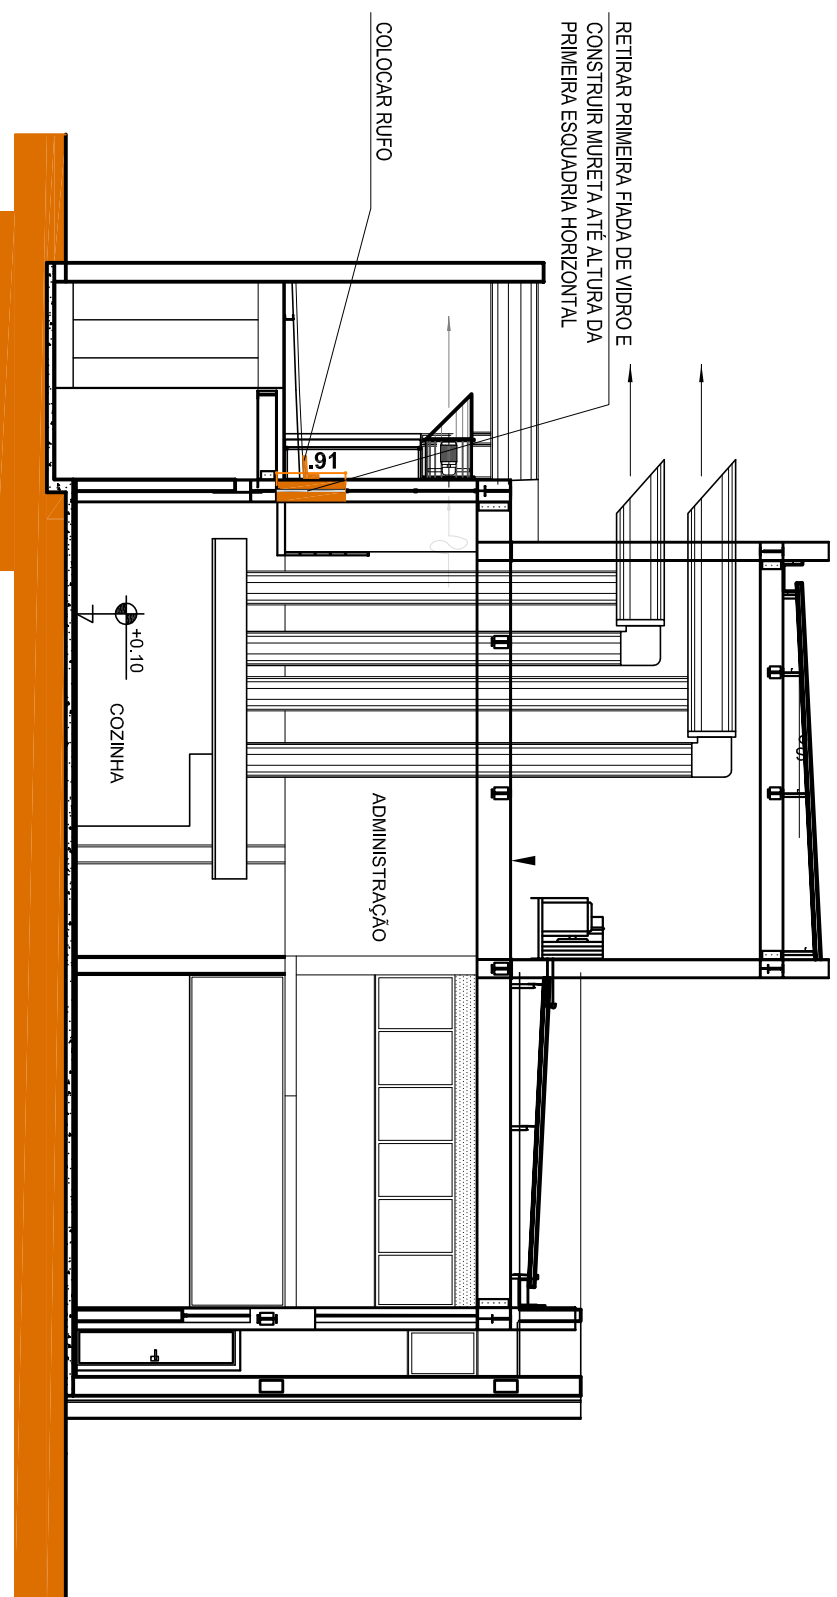 RETIRAR PRIMEIRA FIADA DE VIDRO E
CONSTRUIR MURETA ATÉ ALTURA DA
PRIMEIRA ESQUADRIA HORIZONTAL
COLOCAR RUFO
.91
+0.10
COZINHA
ADMINISTRAÇÃO